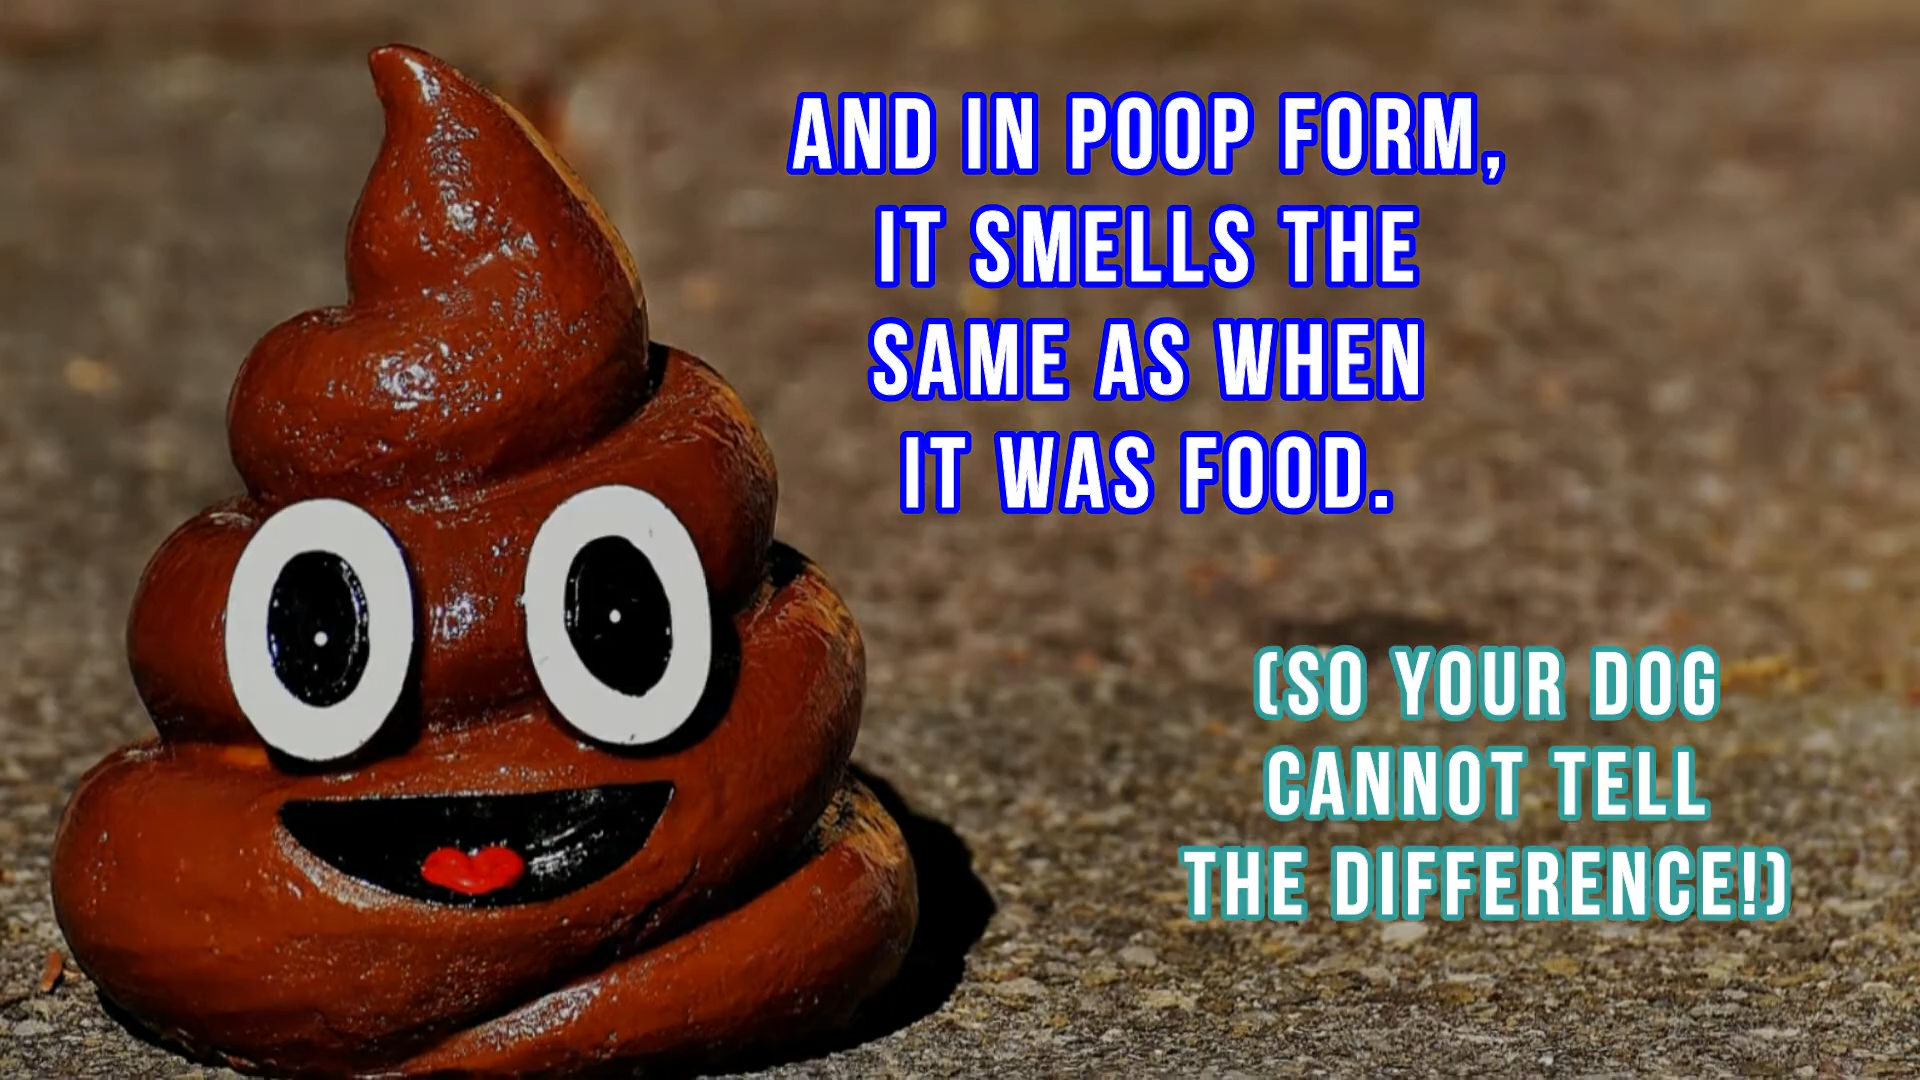 AND IN POOP FORM,
IT SMELLS THE
SAME AS WHEN
IT WAS FOOD.
(SO YOUR DOG
CANNOT TELL
THE DIFFERENCE!)